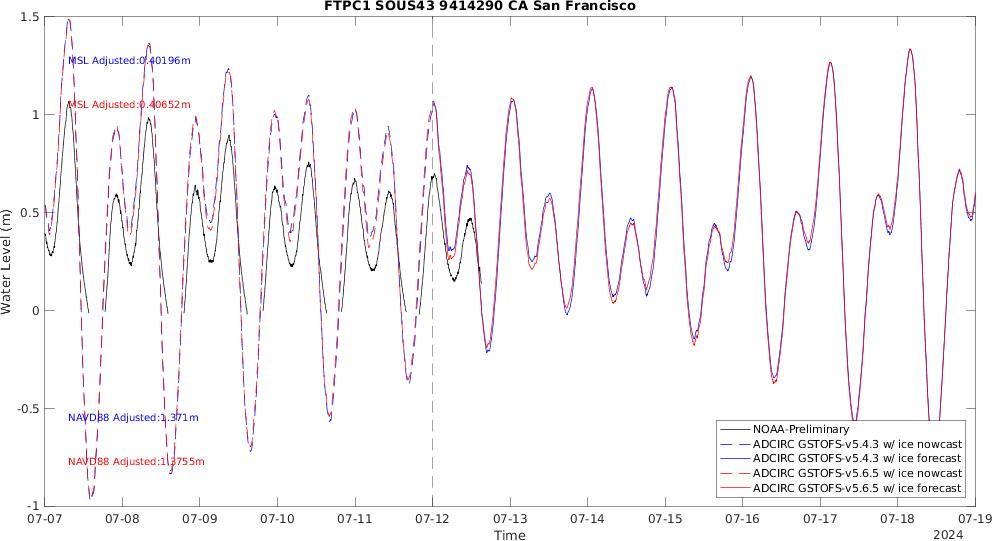 FTPC1 SOUS43 9414290 CA San Francisco
1.5
MSL Adjusted:0.40196m
MSL Adjusted:0.40652m
1
0.5
Water Level (m)
0
-0.5
NAVD88 Adjusted:1.371m
NAVD88 Adjusted:1.3755m
-1
NOAA-Preliminary
ADCIRC GSTOFS-v5.4.3 w/ ice nowcast
ADCIRC GSTOFS-v5.4.3 w/ ice forecast
ADCIRC GSTOFS-v5.6.5 w/ ice nowcast
ADCIRC GSTOFS-v5.6.5 w/ ice forecast
07-07 07-08 07-09 07-10 07-11 07-12 07-13 07-14 07-15 07-16 07-17 07-18 07-19
Time
2024